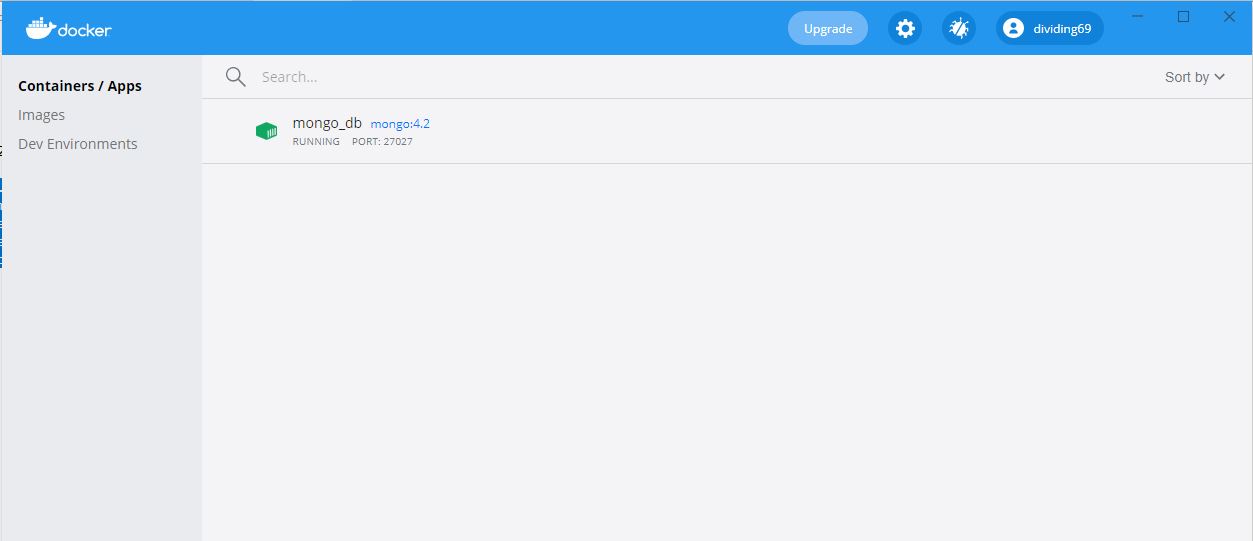 docker
Upgrade
dividing69
Containers / Apps
Images
Dev Environments
Search...
Sort by
mongo_db mongo:4.2
RUNNING PORT: 27027